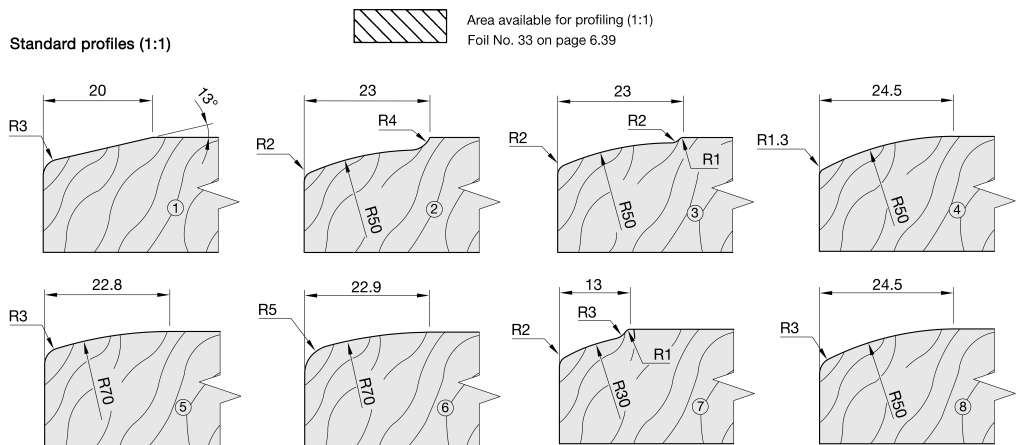 Area available for profiling (1:1)
Foil No. 33 on page 6.39
Standard profiles (1:1)
20
13°
R3
1
23
R4
R2
R50
2
23
R2
R2
R1
R50
3
24.5
R1.3
R50
4
22.8
R3
R70
5
22.9
R5
R70
6
13
R3
R2
R1
R30
7
24.5
R3
R50
8